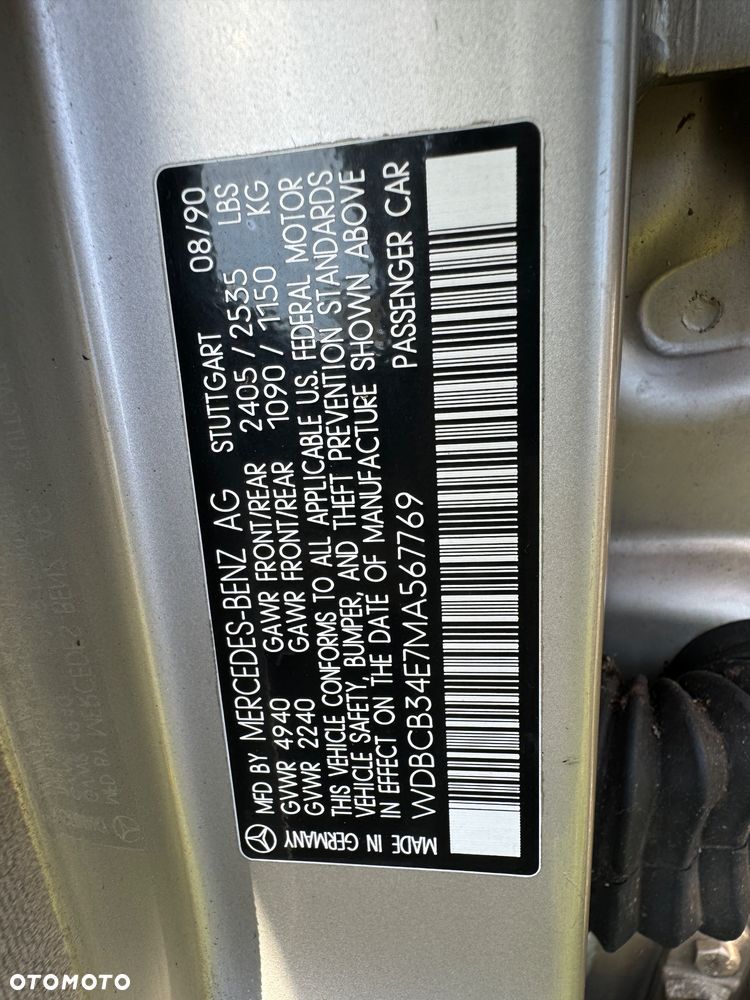 MFD BY MERCEDES-BENZ AG STUTTGART 08/90
GVWR 4940 GAWR FRONT/REAR 2405 / 2535 LBS
GVWR 2240 GAWR FRONT/REAR 1090 / 1150 KG
THIS VEHICLE CONFORMS TO ALL APPLICABLE U.S. FEDERAL MOTOR
VEHICLE SAFETY, BUMPER, AND THEFT PREVENTION STANDARDS
IN EFFECT ON THE DATE OF MANUFACTURE SHOWN ABOVE
MADE IN GERMANY
WDBCB34E7MA567769 PASSENGER CAR
OTOMOTO